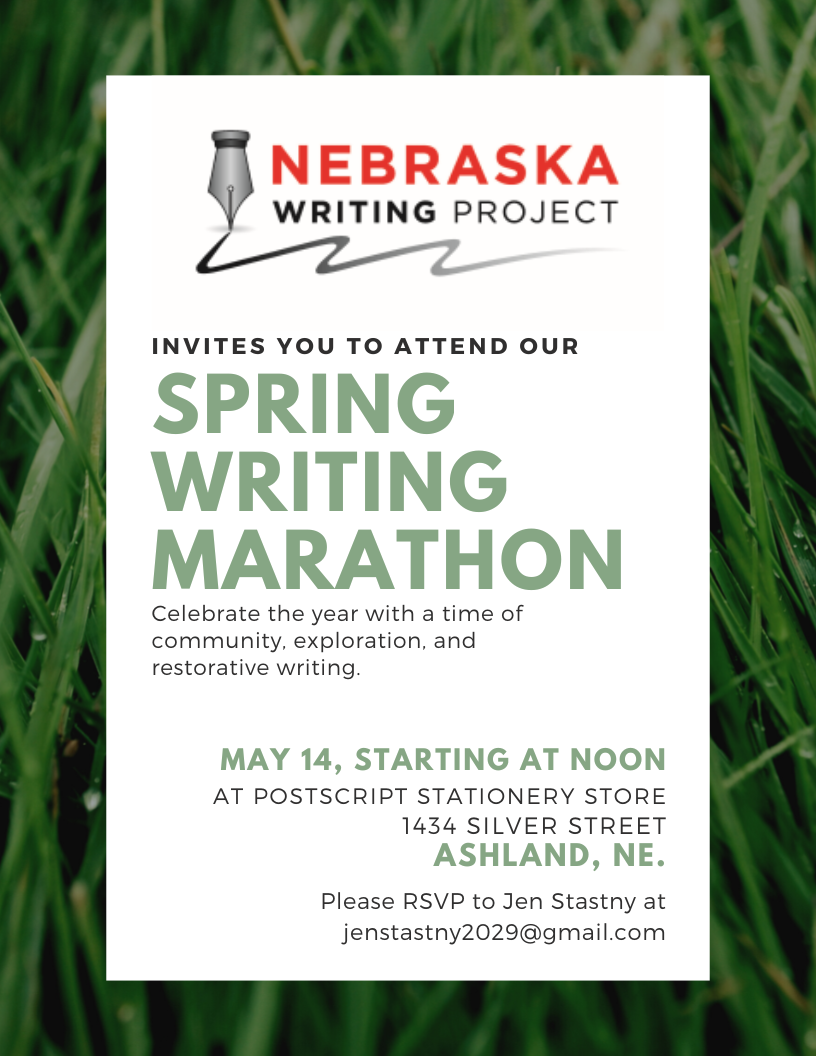 NEBRASKA
WRITING PROJECT
INVITES YOU TO ATTEND OUR
SPRING
WRITING
MARATHON
Celebrate the year with a time of
community, exploration, and
restorative writing.
MAY 14, STARTING AT NOON
AT POSTSCRIPT STATIONERY STORE
1434 SILVER STREET
ASHLAND, NE.
Please RSVP to Jen Stastny at
jenstastny2029@gmail.com